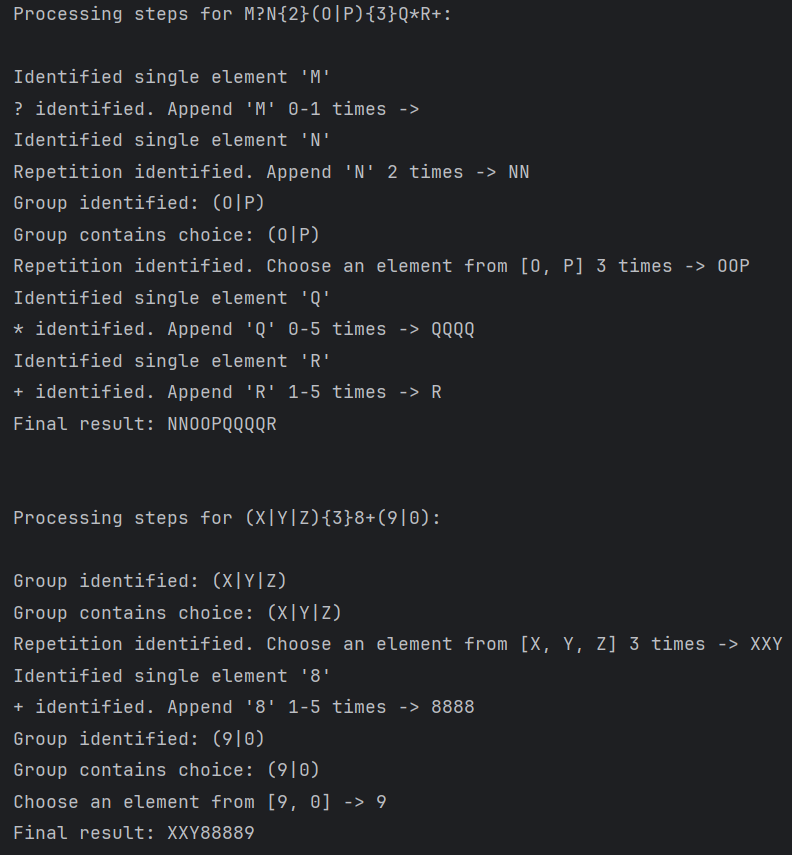 Processing steps for M?N{2}(O|P){3}Q*R+:
Identified single element 'M'
? identified. Append 'M' 0-1 times ->
Identified single element 'N'
Repetition identified. Append 'N' 2 times -> NN
Group identified: (O|P)
Group contains choice: (O|P)
Repetition identified. Choose an element from [O, P] 3 times -> OOP
Identified single element 'Q'
* identified. Append 'Q' 0-5 times -> QQQQ
Identified single element 'R'
+ identified. Append 'R' 1-5 times -> R
Final result: NNOOPQQQQR
Processing steps for (X|Y|Z){3}8+(9|0):
Group identified: (X|Y|Z)
Group contains choice: (X|Y|Z)
Repetition identified. Choose an element from [X, Y, Z] 3 times -> XXY
Identified single element '8'
+ identified. Append '8' 1-5 times -> 8888
Group identified: (9|0)
Group contains choice: (9|0)
Choose an element from [9, 0] -> 9
Final result: XXY88889